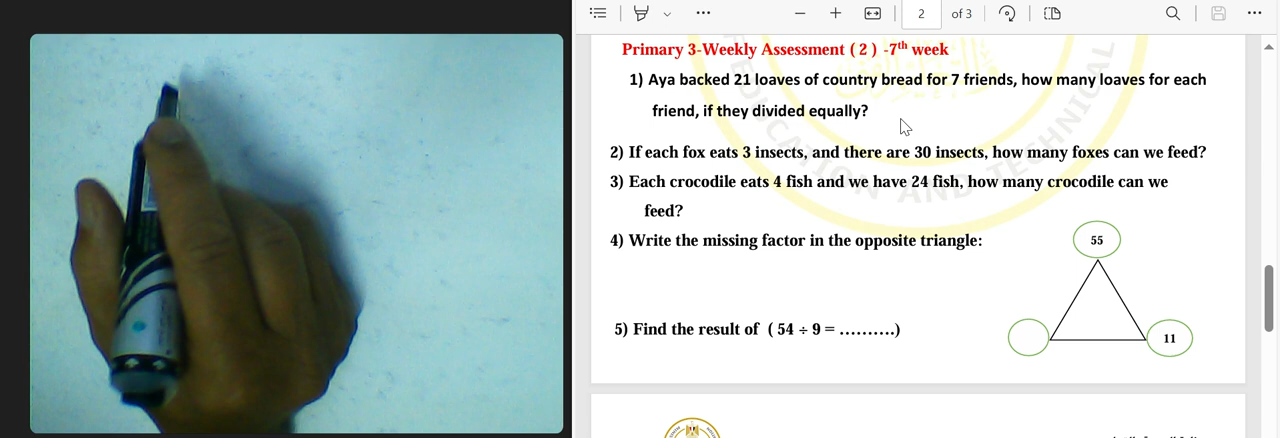 2 of 3
Primary 3-Weekly Assessment ( 2 ) -7th week
1) Aya backed 21 loaves of country bread for 7 friends, how many loaves for each
friend, if they divided equally?
2) If each fox eats 3 insects, and there are 30 insects, how many foxes can we feed?
3) Each crocodile eats 4 fish and we have 24 fish, how many crocodile can we
feed?
4) Write the missing factor in the opposite triangle:
55
5) Find the result of ( 54 ÷ 9 = ……….)
11
EDUCATION AND TECHNICAL